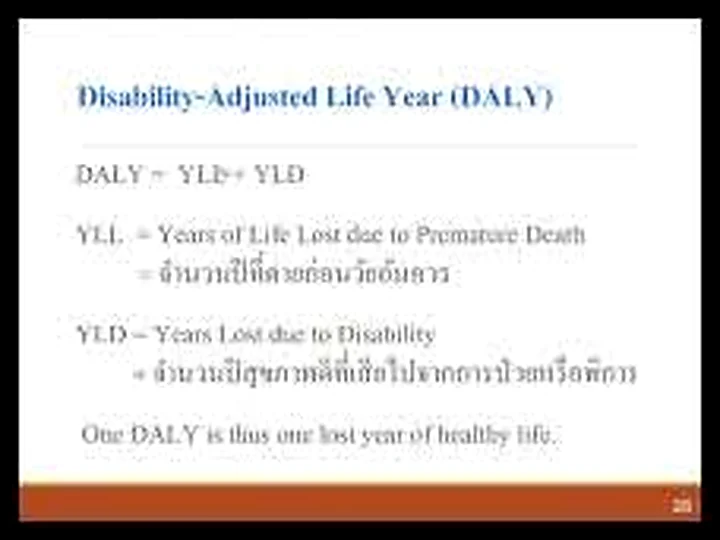 Disability-Adjusted Life Year (DALY)
DALY = YLL+ YLD
YLL = Years of Life Lost due to Premature Death
= จำนวนปีที่ตายก่อนวัยอันควร
YLD = Years Lost due to Disability
= จำนวนปีสุขภาพดีที่เสียไปจากการป่วยหรือพิการ
One DALY is thus one lost year of healthy life.